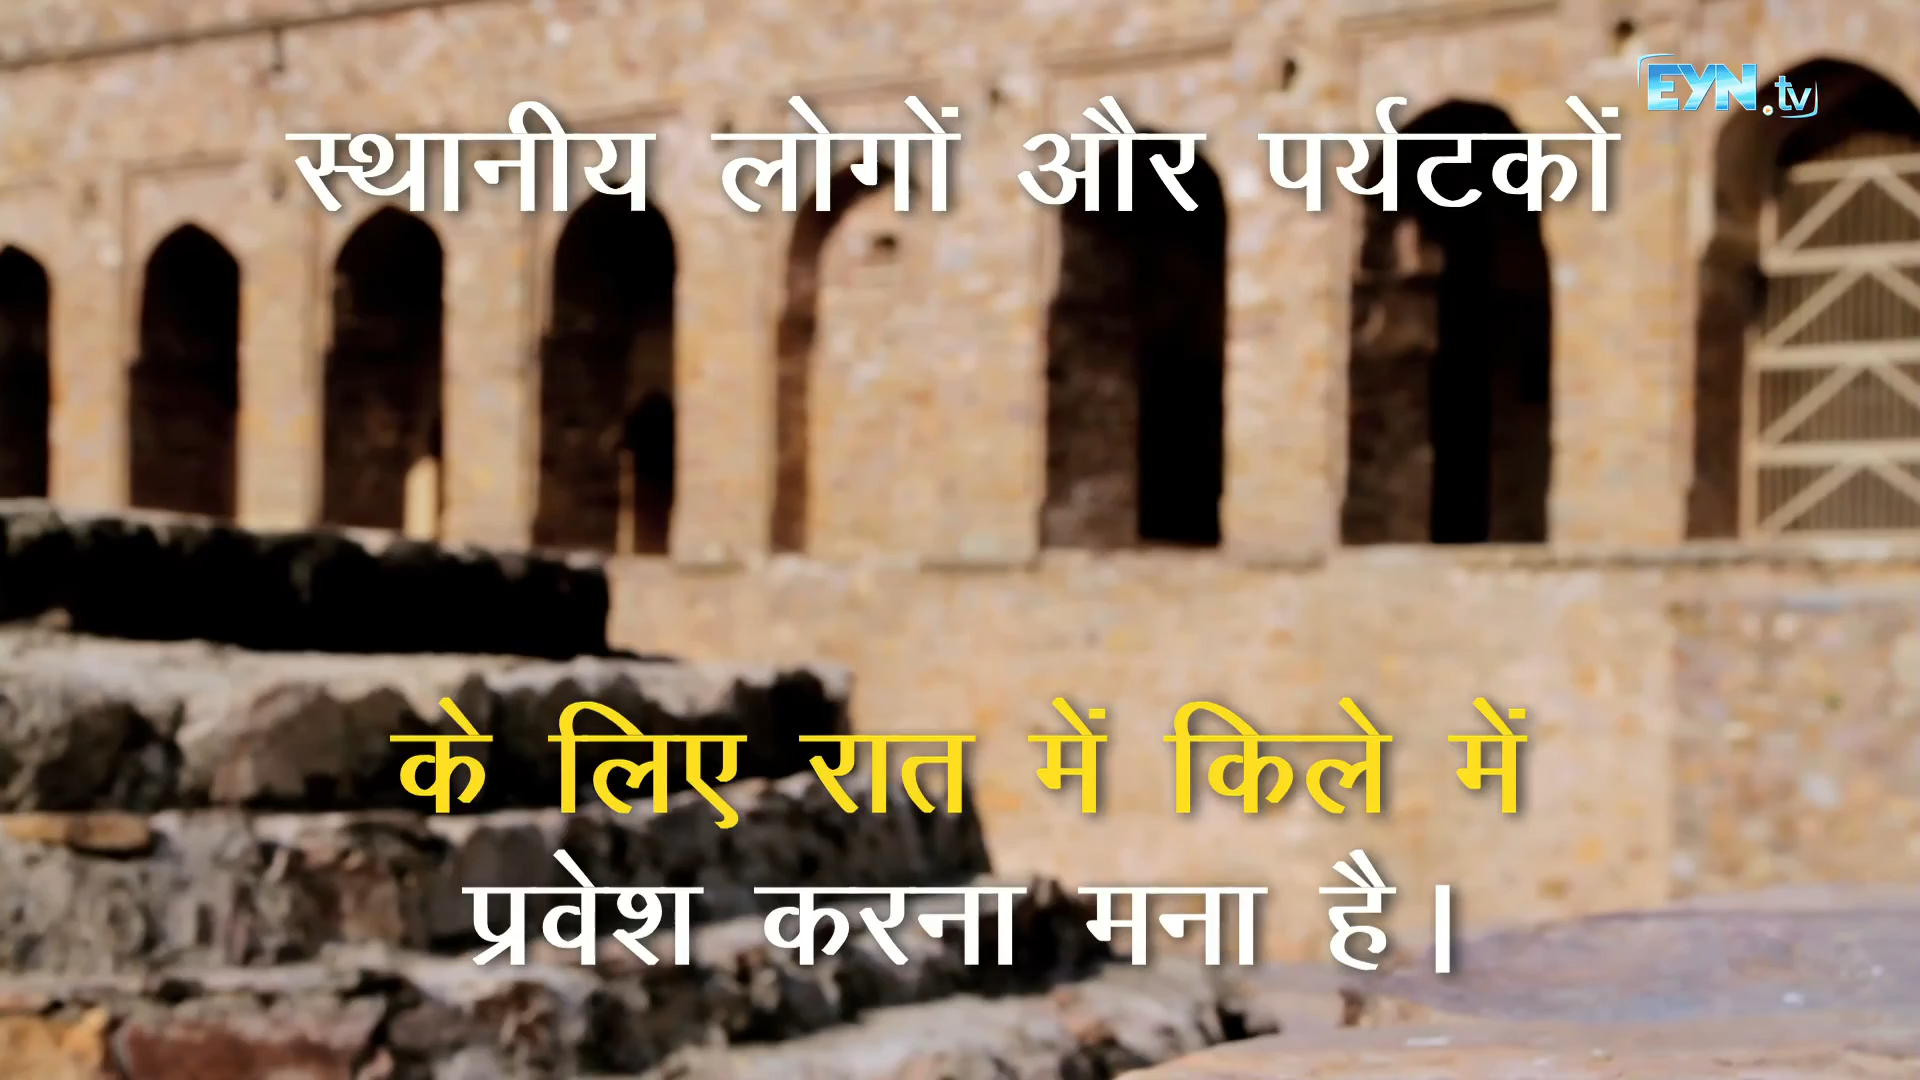 EYN.tv
स्थानीय लोगों और पर्यटकों
के लिए रात में किले में
प्रवेश करना मना है।